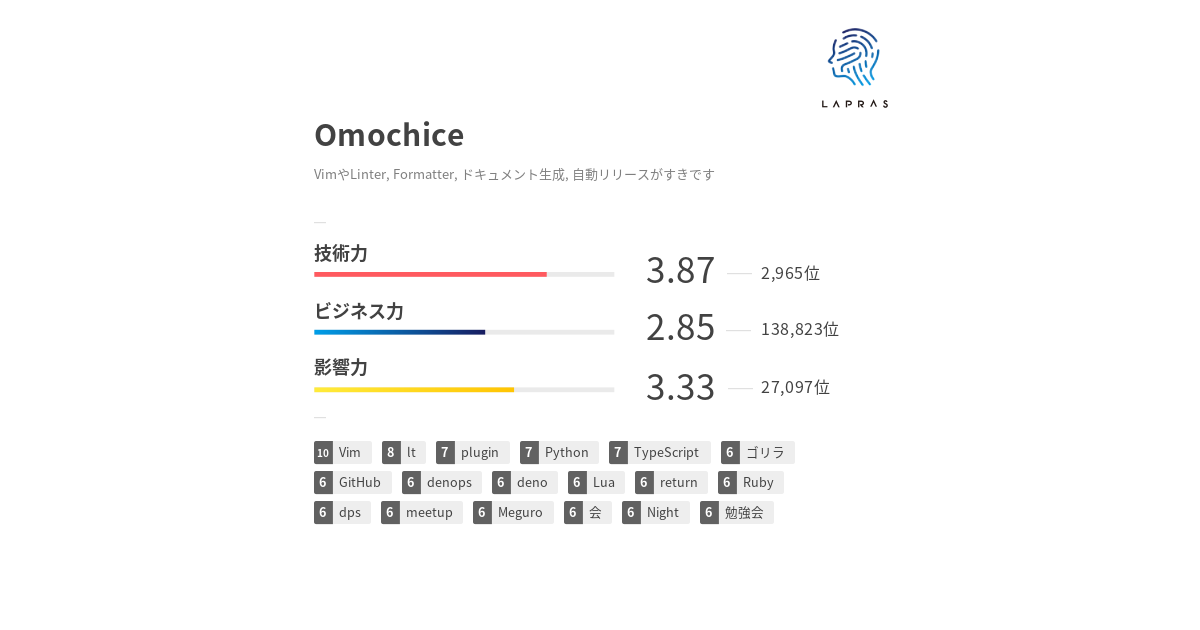 LAPRAS
Omochice
VimやLinter, Formatter, ドキュメント生成, 自動リリースがすきです
技術力
3.87 2,965位
ビジネス力
2.85 138,823位
影響力
3.33 27,097位
10 Vim 8 lt 7 plugin 7 Python 7 TypeScript 6 ゴリラ
6 GitHub 6 denops 6 deno 6 Lua 6 return 6 Ruby
6 dps 6 meetup 6 Meguro 6 会 6 Night 6 勉強会